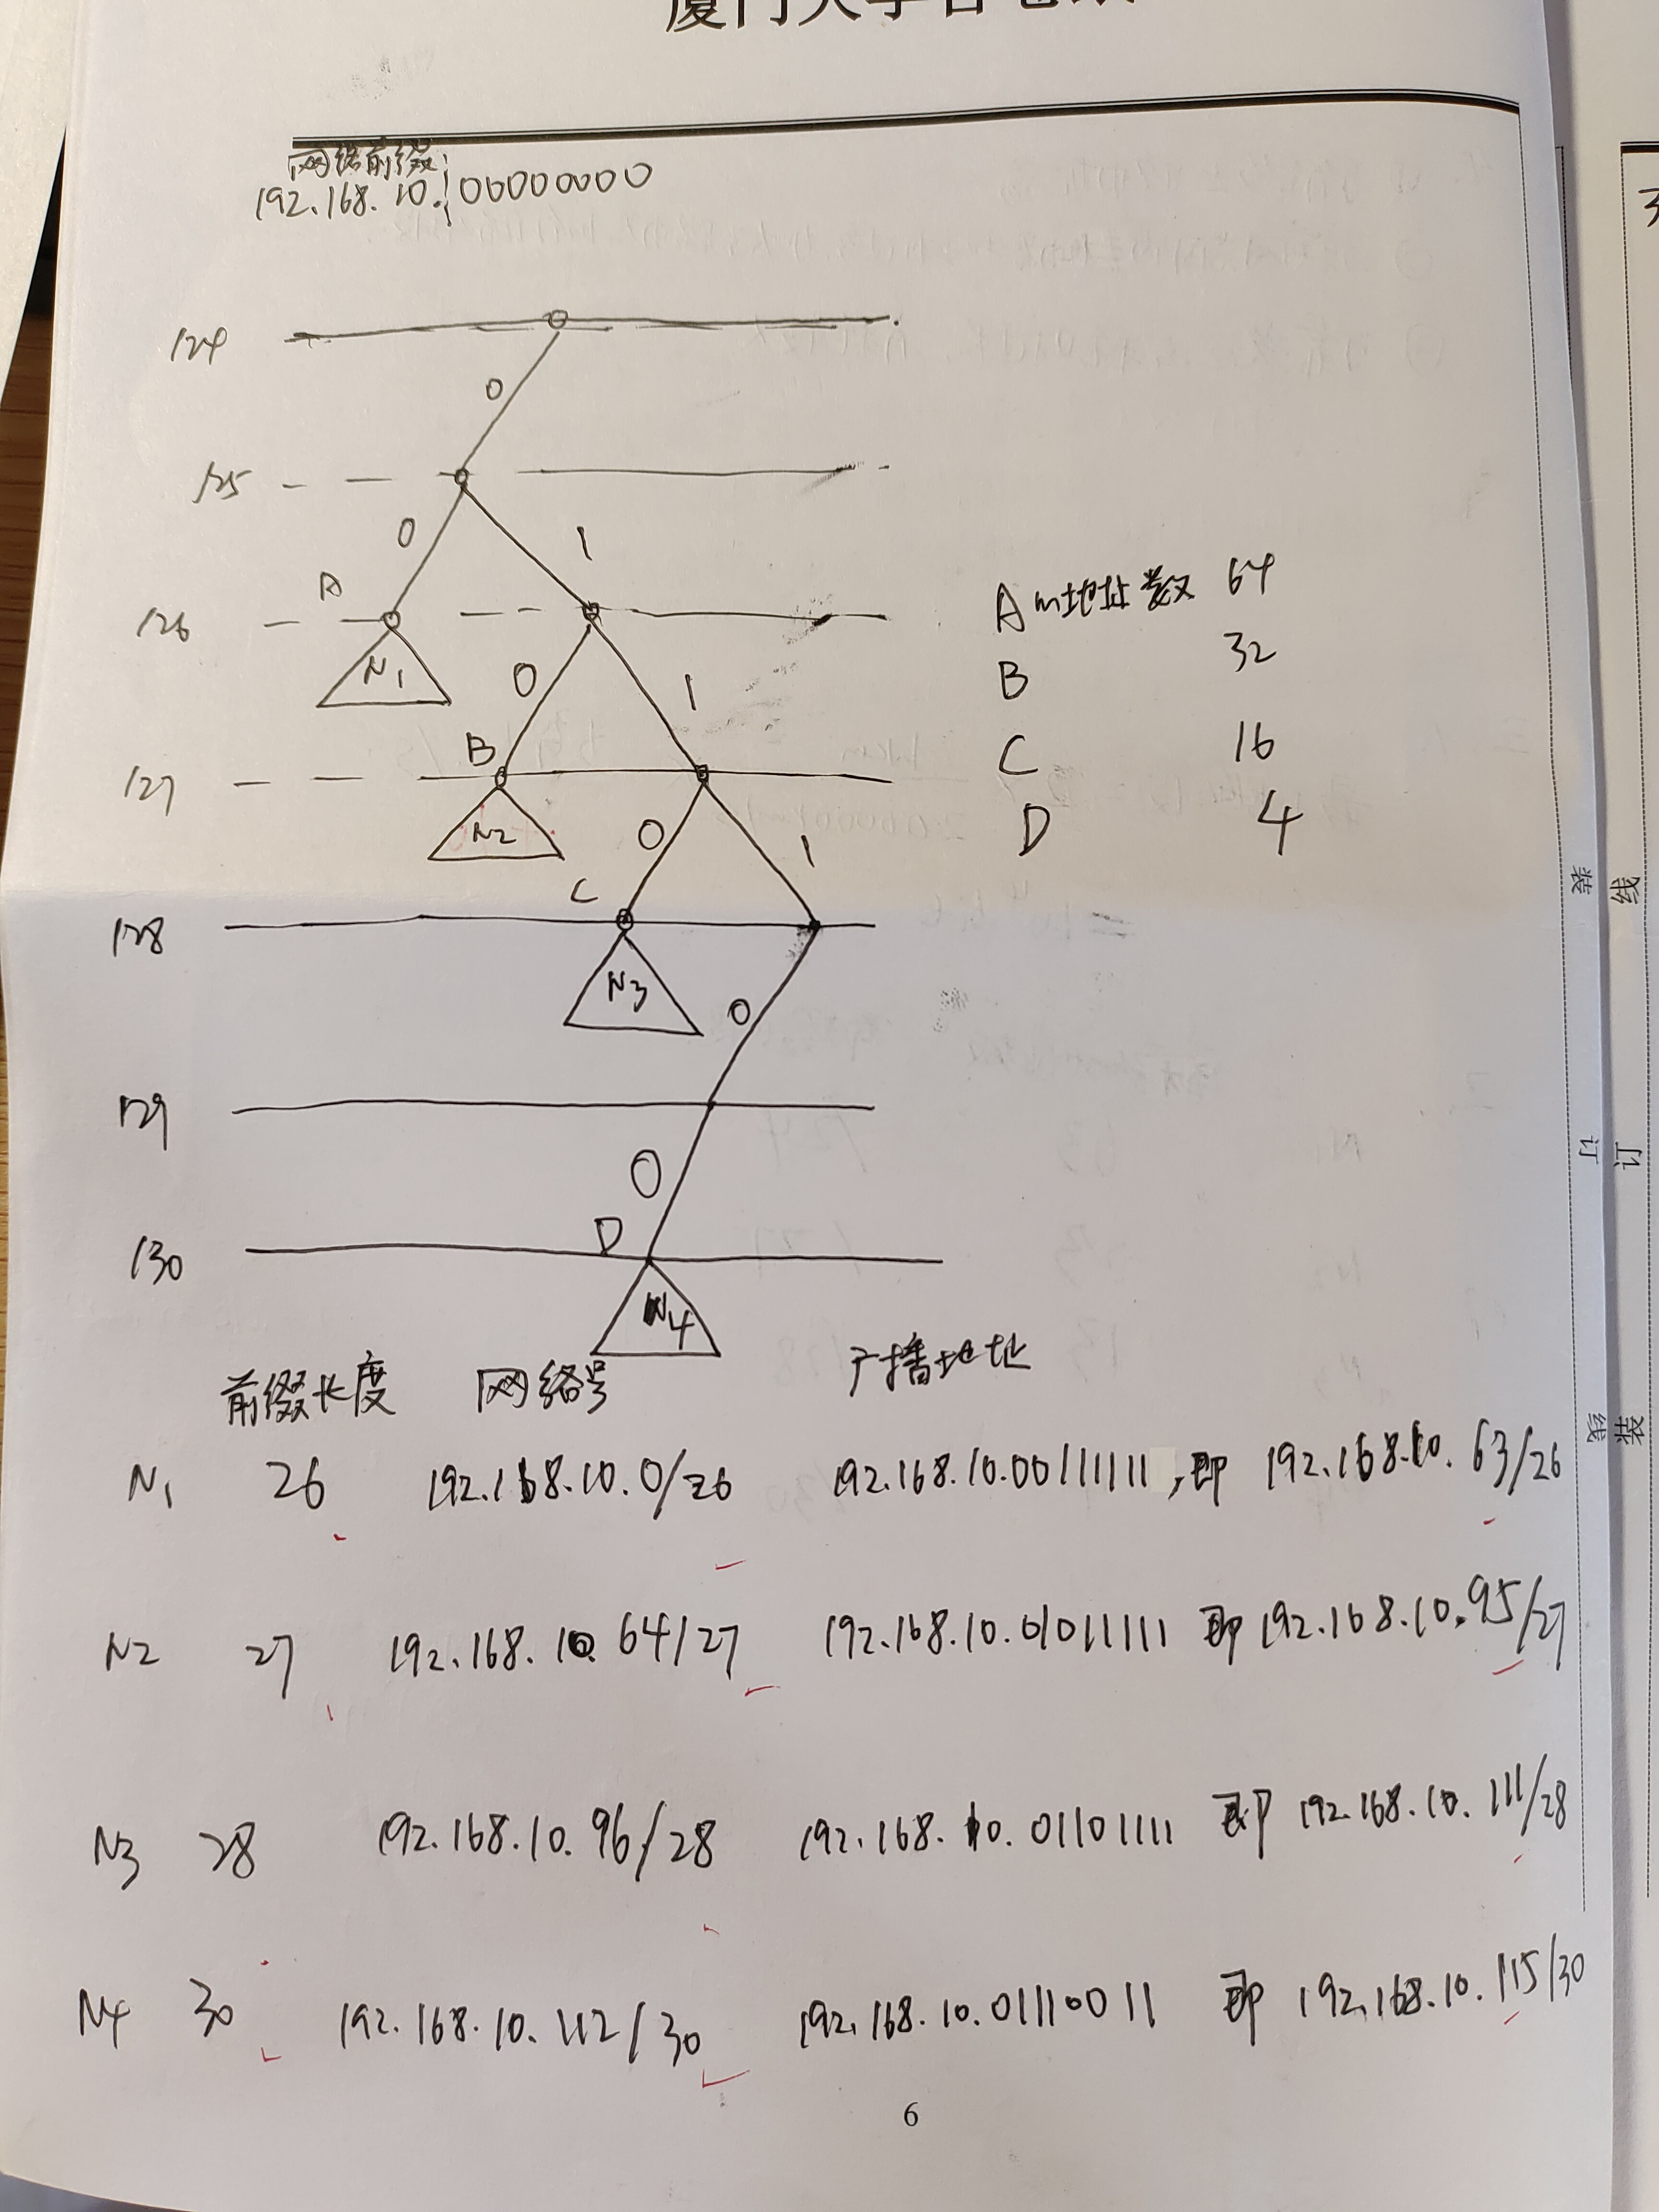 网络前缀
192.168.10.00000000
/24
0
/25
0 1
A
/26
N1
0 1
A的地址数 64
B 32
C 16
D 4
B
/27
N2
0 1
C
/28
N3
0
/29
0
D
/30
N4
前缀长度 网络号 广播地址
N1 26 192.168.10.0/26 192.168.10.00111111,即 192.168.10.63/26
N2 27 192.168.10.64/27 192.168.10.01011111 即 192.168.10.95/27
N3 28 192.168.10.96/28 192.168.10.01101111 即 192.168.10.111/28
N4 30 192.168.10.112/30 192.168.10.01110011 即 192.168.10.115/30
6
装
订
线
线
订
装